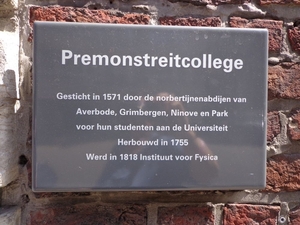 Premonstreitcollege
Gesticht in 1571 door de norbertijnenabdijen van
Averbode, Grimbergen, Ninove en Park
voor hun studenten aan de Universiteit
Herbouwd in 1755
Werd in 1818 Instituut voor Fysica